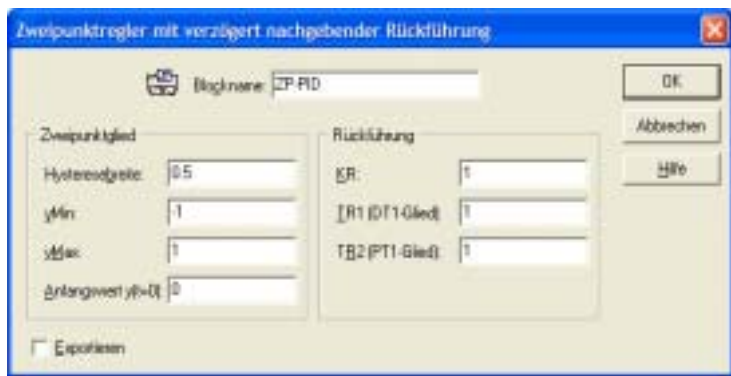 Zweipunktregler mit verzögert nachgebender Rückführung
Blockname: ZP-PID
OK
Abbrechen
Hilfe
Zweipunktglied
Hysteresebreite: 0.5
yMin: -1
yMax: 1
Anfangswert y(t=0): 0
Rückführung
KR: 1
TR1 (DT1-Glied): 1
TR2 (PT1-Glied): 1
Exportieren